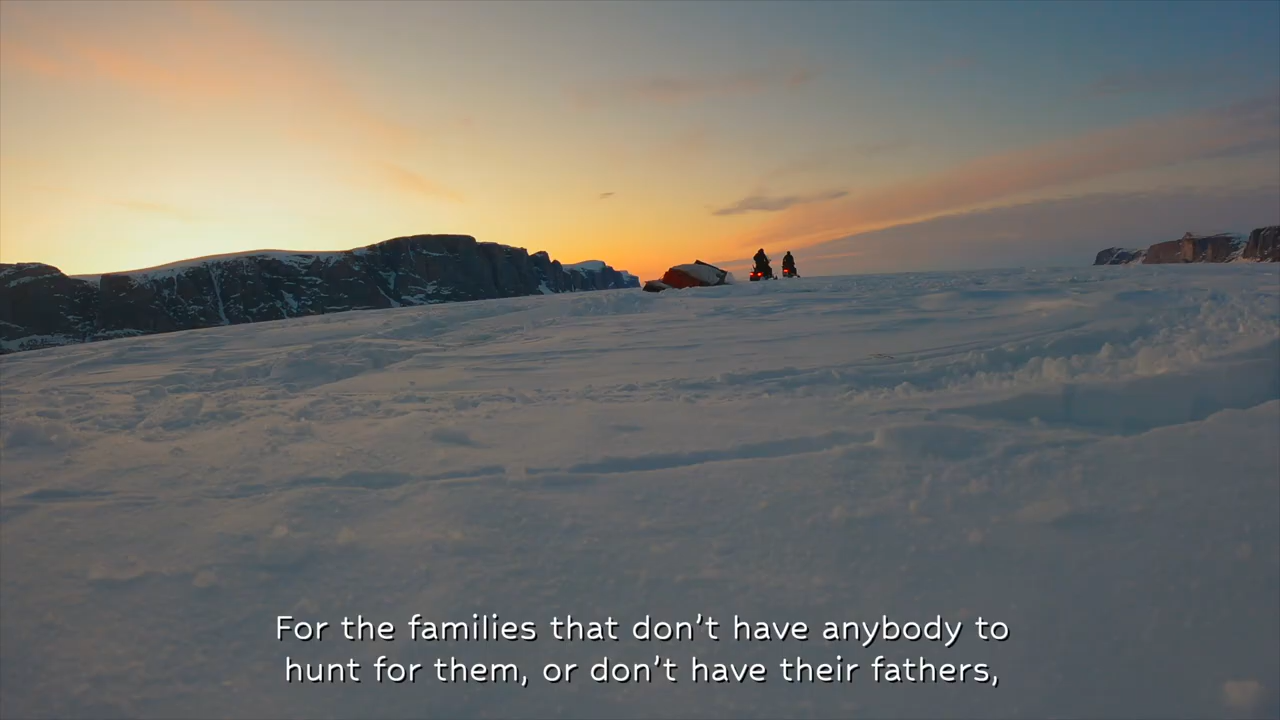 For the families that don't have anybody to
hunt for them, or don't have their fathers,